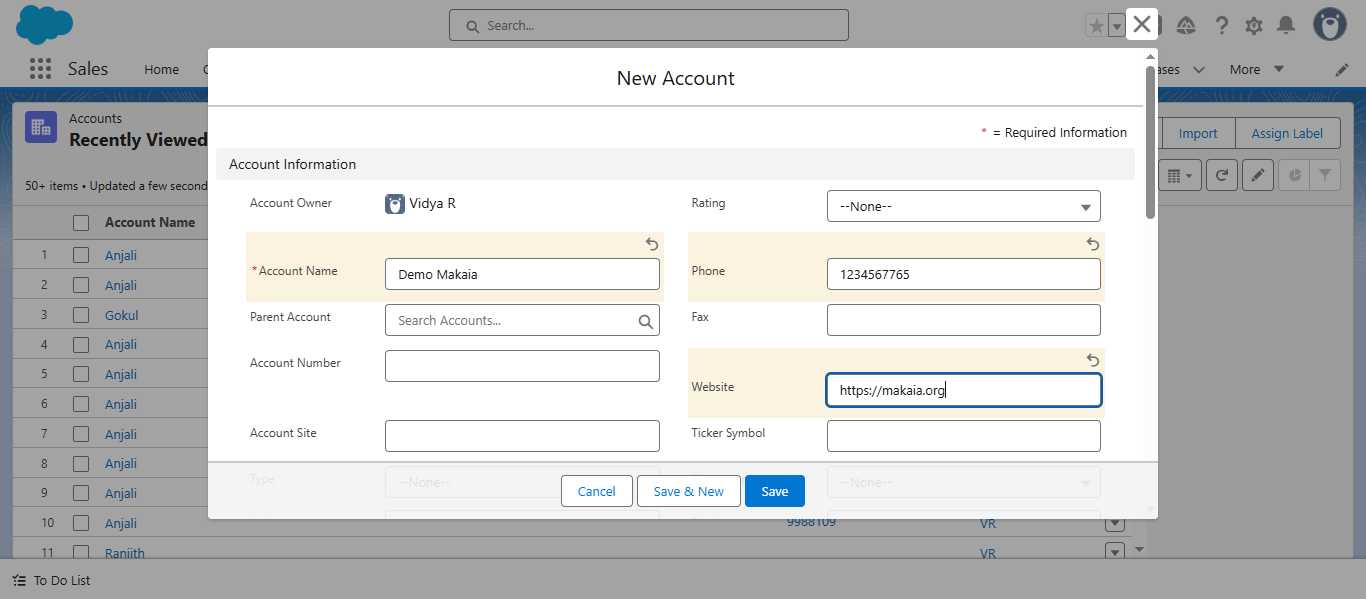 Search...
Sales
Home
ases
More
New Account
Accounts
Recently Viewed
Import
Assign Label
* = Required Information
Account Information
50+ items • Updated a few second
Account Owner
Vidya R
Rating
--None--
Account Name
*Account Name
Demo Makaia
Phone
1234567765
1
Anjali
2
Anjali
3
Gokul
4
Anjali
5
Anjali
6
Anjali
7
Anjali
8
Anjali
9
Anjali
10
Anjali
9988109
VR
11
Ranjith
VR
Parent Account
Search Accounts...
Fax
Account Number
Website
https://makaia.org
Account Site
Ticker Symbol
Type
--None--
--None--
Cancel
Save & New
Save
To Do List